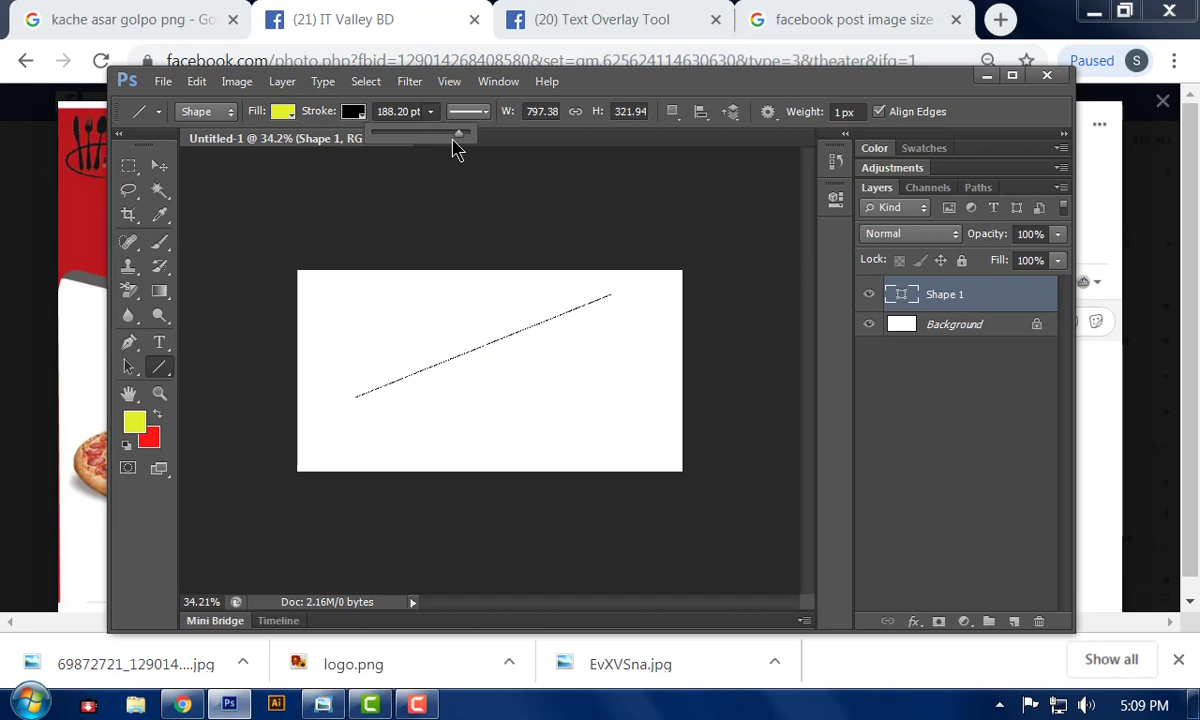 kache asar golpo png - Go
(21) IT Valley BD
(20) Text Overlay Tool
facebook post image size -
facebook.com/photo.php?fbid=1290142684085808&set=gm.625624114630630&type=3&theater&ifg=1
Paused
S
Ps
File
Edit
Image
Layer
Type
Select
Filter
View
Window
Help
Shape
Fill:
Stroke:
188.20 pt
W:
797.38
H:
321.94
Weight:
1 px
Align Edges
Untitled-1 @ 34.2% (Shape 1, RG
Color
Swatches
SEE ALL
Adjustments
Layers
Channels
Paths
Kind
Normal
Opacity:
100%
Lock:
Fill:
100%
Shape 1
Background
34.21%
Doc: 2.16M/0 bytes
Mini Bridge
Timeline
69872721_129014....jpg
logo.png
EvXVSna.jpg
Show all
Ps
Ai
5:09 PM